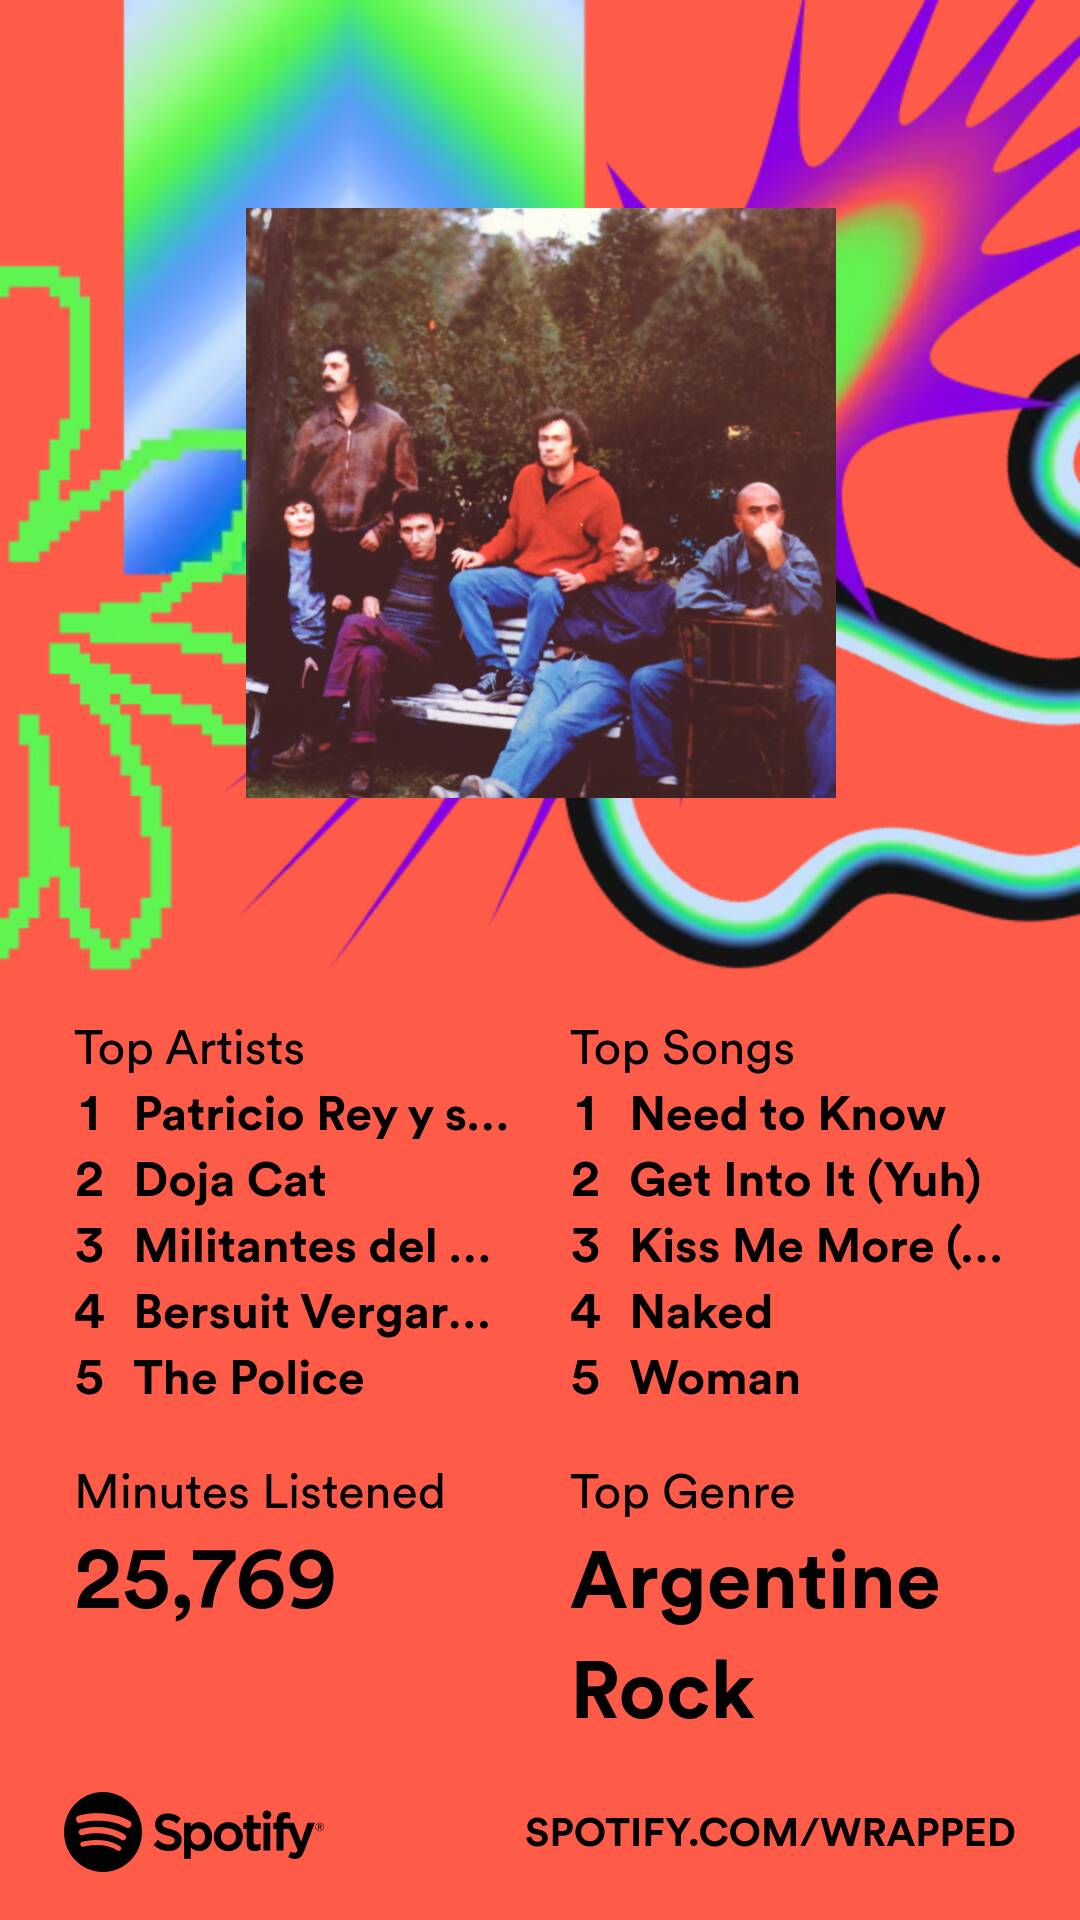 Top Artists
1 Patricio Rey y s...
2 Doja Cat
3 Militantes del ...
4 Bersuit Vergar...
5 The Police
Top Songs
1 Need to Know
2 Get Into It (Yuh)
3 Kiss Me More (...
4 Naked
5 Woman
Minutes Listened
25,769
Top Genre
Argentine
Rock
Spotify®
SPOTIFY.COM/WRAPPED